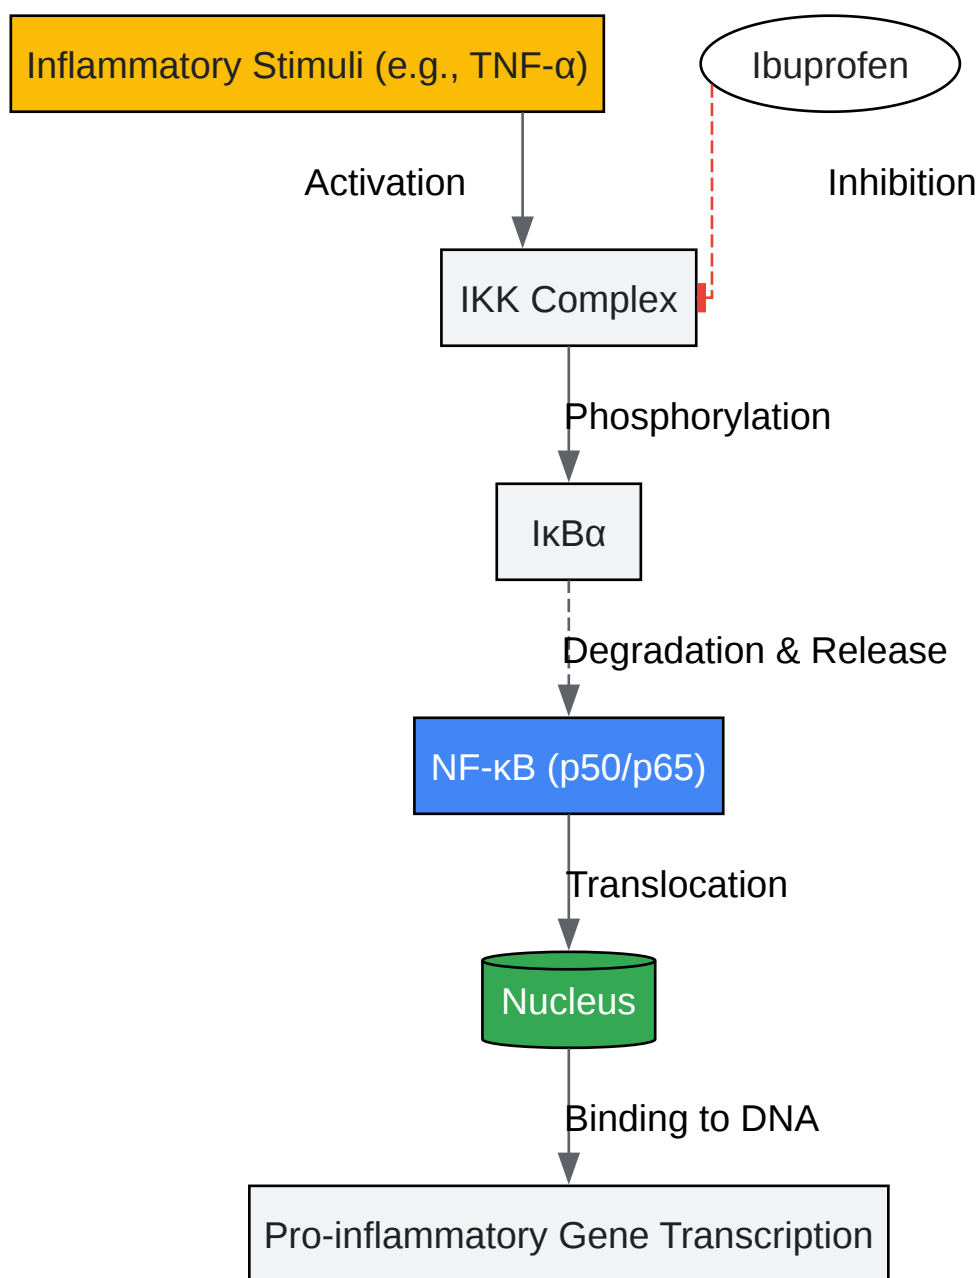 Inflammatory Stimuli (e.g., TNF-α)
Ibuprofen
Activation
Inhibition
IKK Complex
Phosphorylation
IκBα
Degradation & Release
NF-κB (p50/p65)
Translocation
Nucleus
Binding to DNA
Pro-inflammatory Gene Transcription